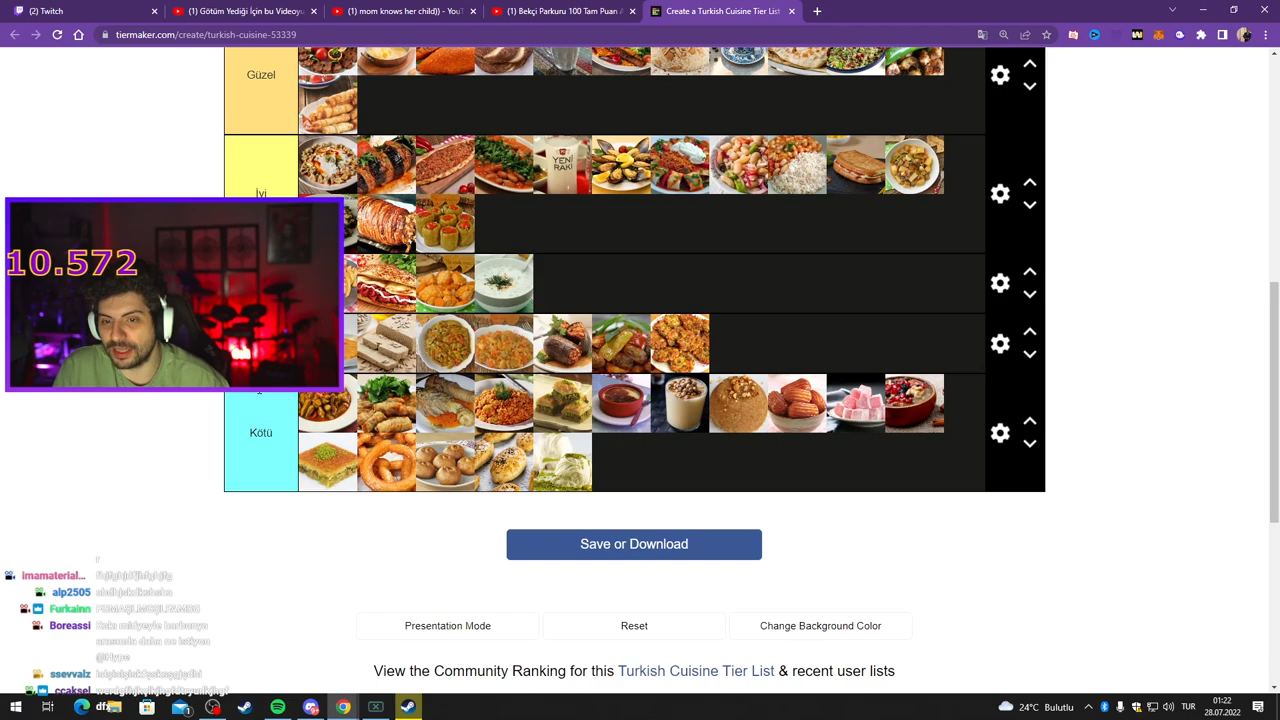 Twitch
(1) Götüm Yediği İçin bu Videoyu
(1) mom knows her child)) - YouT
(1) Bekçi Parkuru 100 Tam Puan A
Create a Turkish Cuisine Tier List
tiermaker.com/create/turkish-cuisine-53339
Güzel
YENİ
RAKI
İyi
10.572
Kötü
Save or Download
imamaterial...
alp2505
Furkainn
Boreassi
@Hype
ssevvalz
ccaksel
Presentation Mode
Reset
Change Background Color
View the Community Ranking for this Turkish Cuisine Tier List & recent user lists
24°C Bulutlu
TUR
01:22
28.07.2022